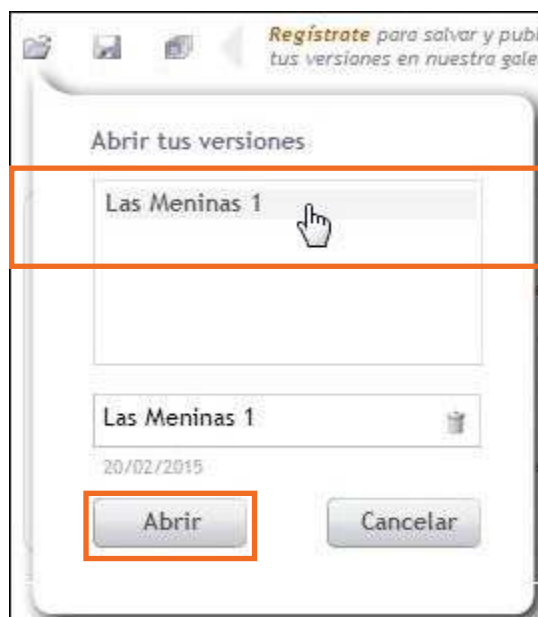 Regístrate para salvar y publi
tus versiones en nuestra gale
Abrir tus versiones
Las Meninas 1
Las Meninas 1
20/02/2015
Abrir
Cancelar